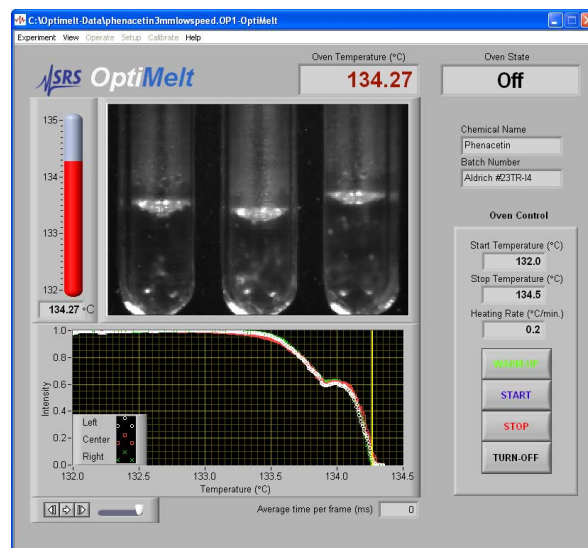 C:\Optimelt-Data\phenacetin3mmlowspeed.OP1-OptiMelt
Experiment View Operate Setup Calibrate Help
SRS OptiMelt
Oven Temperature (°C)
134.27
Oven State
Off
135-
134-
133-
132-
134.27 °C
Chemical Name
Phenacetin
Batch Number
Aldrich #23TR-I4
Oven Control
Start Temperature (°C)
132.0
Stop Temperature (°C)
134.5
Heating Rate (°C/min.)
0.2
WAKE-UP
START
STOP
TURN-OFF
Intensity
1.0-
0.8-
0.6-
0.4-
0.2-
0.0-
Left
Center
Right
132.0 132.5 133.0 133.5 134.0 134.5
Temperature (°C)
Average time per frame (ms) 0